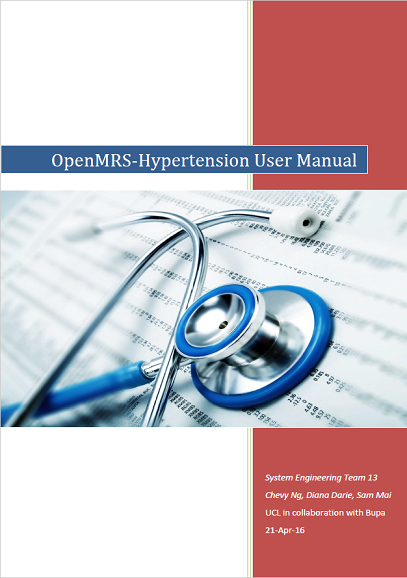 OpenMRS-Hypertension User Manual
System Engineering Team 13
Chevy Ng, Diana Darie, Sam Mai
UCL in collaboration with Bupa
21-Apr-16